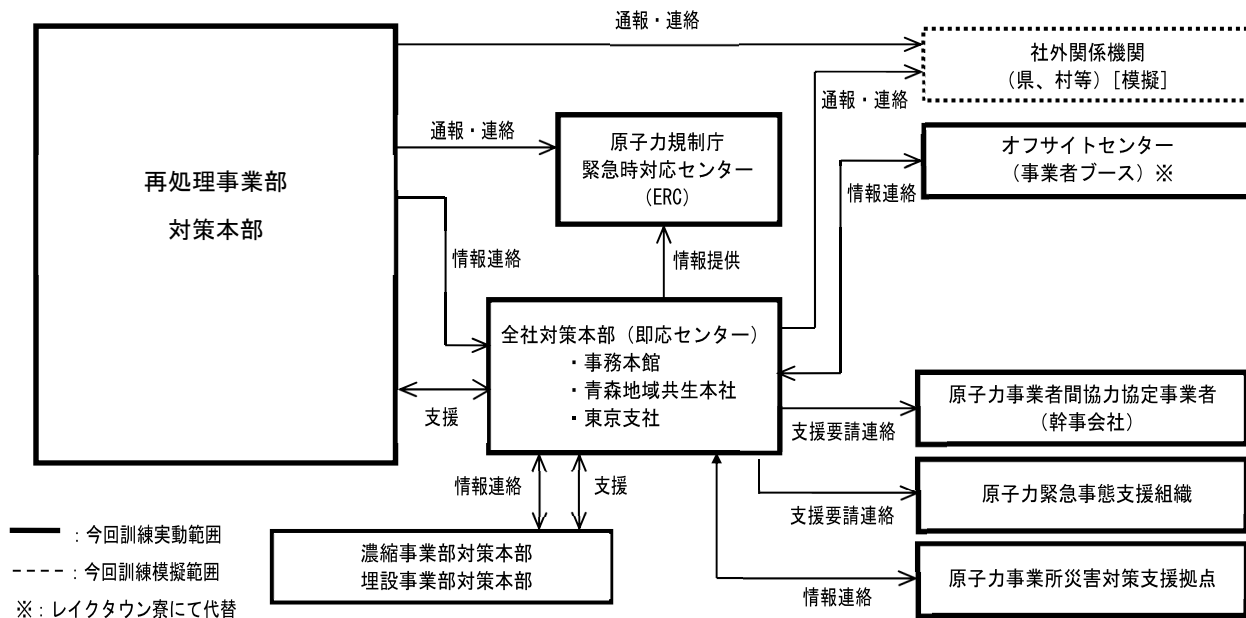 通報・連絡
社外関係機関
（県、村等）[模擬]
通報・連絡
通報・連絡
原子力規制庁
緊急時対応センター
(ERC)
オフサイトセンター
（事業者ブース）※
情報連絡
再処理事業部
対策本部
情報連絡
情報提供
全社対策本部（即応センター）
・事務本館
・青森地域共生本社
・東京支社
支援
原子力事業者間協力協定事業者
（幹事会社）
支援要請連絡
情報連絡
支援
原子力緊急事態支援組織
支援要請連絡
濃縮事業部対策本部
埋設事業部対策本部
原子力事業所災害対策支援拠点
情報連絡
：今回訓練実動範囲
：今回訓練模擬範囲
※：レイクタウン寮にて代替